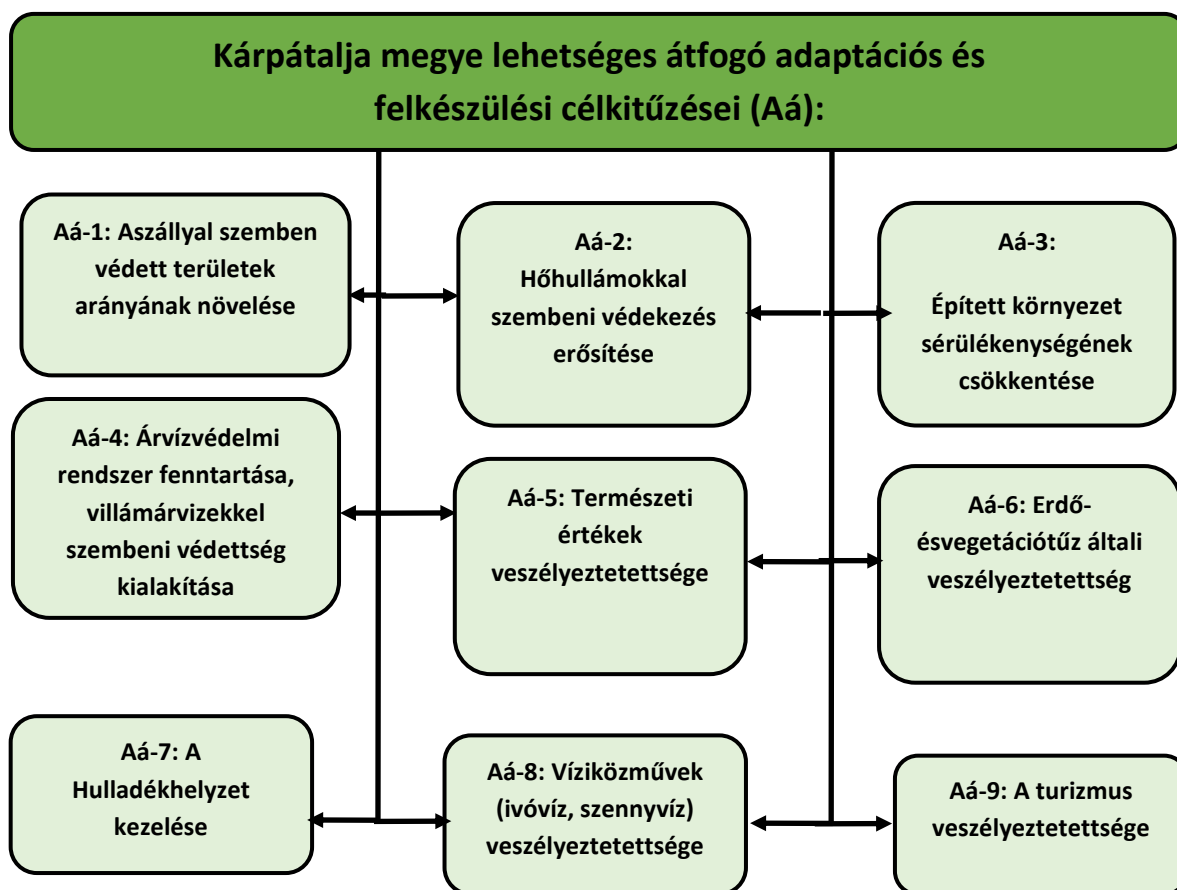 Kárpátalja megye lehetséges átfogó adaptációs és
felkészülési célkitűzései (Aá):
Aá-1: Aszállyal szemben
védett területek
arányának növelése
Aá-2:
Hőhullámokkal
szembeni védekezés
erősítése
Aá-3:
Épített környezet
sérülékenységének
csökkentése
Aá-4: Árvízvédelmi
rendszer fenntartása,
villámárvizekkel
szembeni védettség
kialakítása
Aá-5: Természeti
értékek
veszélyeztetettsége
Aá-6: Erdő-
ésvegetációtűz általi
veszélyeztetettség
Aá-7: A
Hulladékhelyzet
kezelése
Aá-8: Víziközművek
(ivóvíz, szennyvíz)
veszélyeztetettsége
Aá-9: A turizmus
veszélyeztetettsége